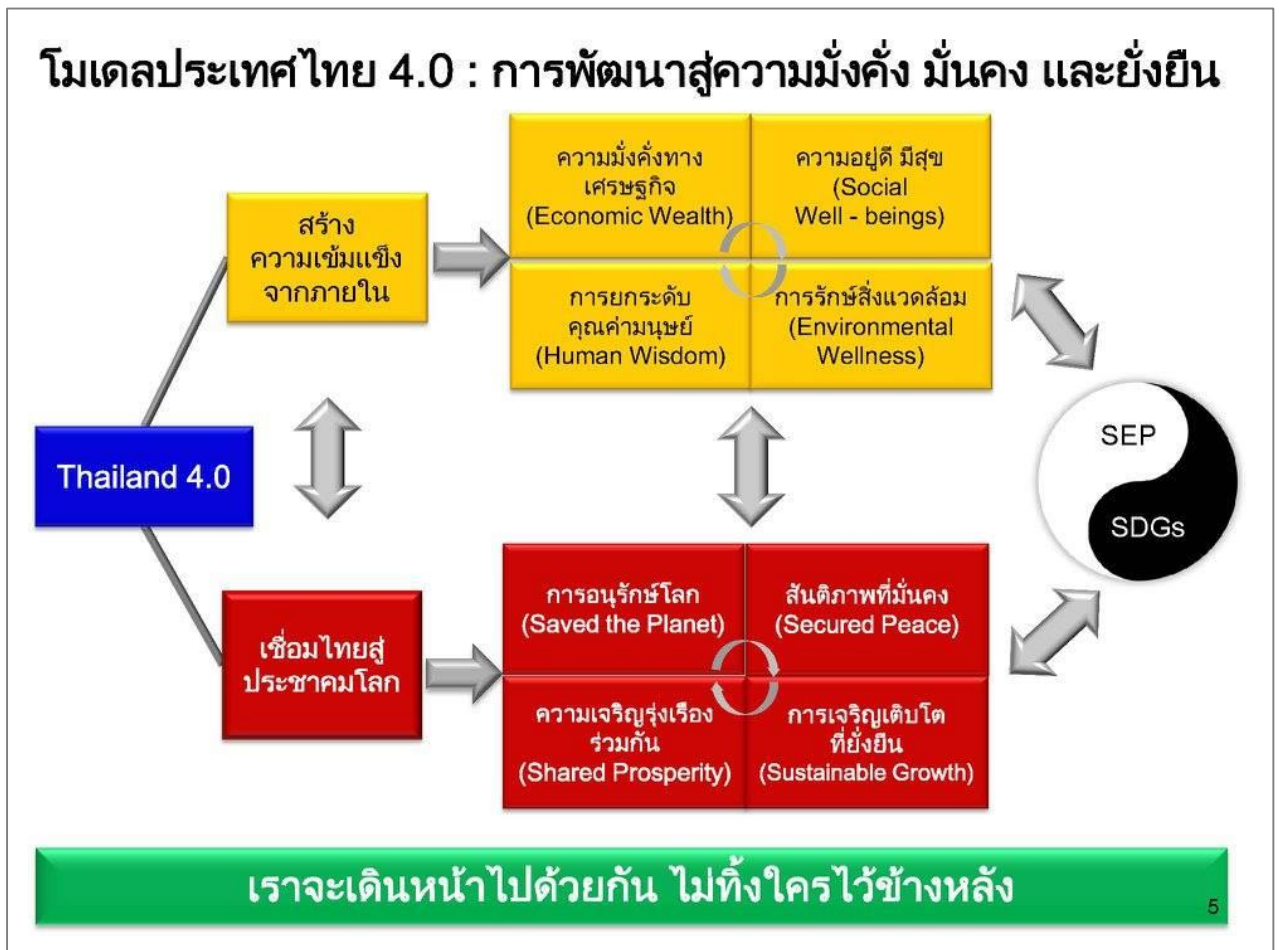 โมเดลประเทศไทย 4.0 : การพัฒนาสู่ความมั่งคั่ง มั่นคง และยั่งยืน
ความมั่งคั่งทาง
เศรษฐกิจ
(Economic Wealth)
ความอยู่ดี มีสุข
(Social
Well - beings)
สร้าง
ความเข้มแข็ง
จากภายใน
การยกระดับ
คุณค่ามนุษย์
(Human Wisdom)
การรักษ์สิ่งแวดล้อม
(Environmental
Wellness)
Thailand 4.0
SEP
SDGs
การอนุรักษ์โลก
(Saved the Planet)
สันติภาพที่มั่นคง
(Secured Peace)
เชื่อมไทยสู่
ประชาคมโลก
ความเจริญรุ่งเรือง
ร่วมกัน
(Shared Prosperity)
การเจริญเติบโต
ที่ยั่งยืน
(Sustainable Growth)
เราจะเดินหน้าไปด้วยกัน ไม่ทิ้งใครไว้ข้างหลัง
5